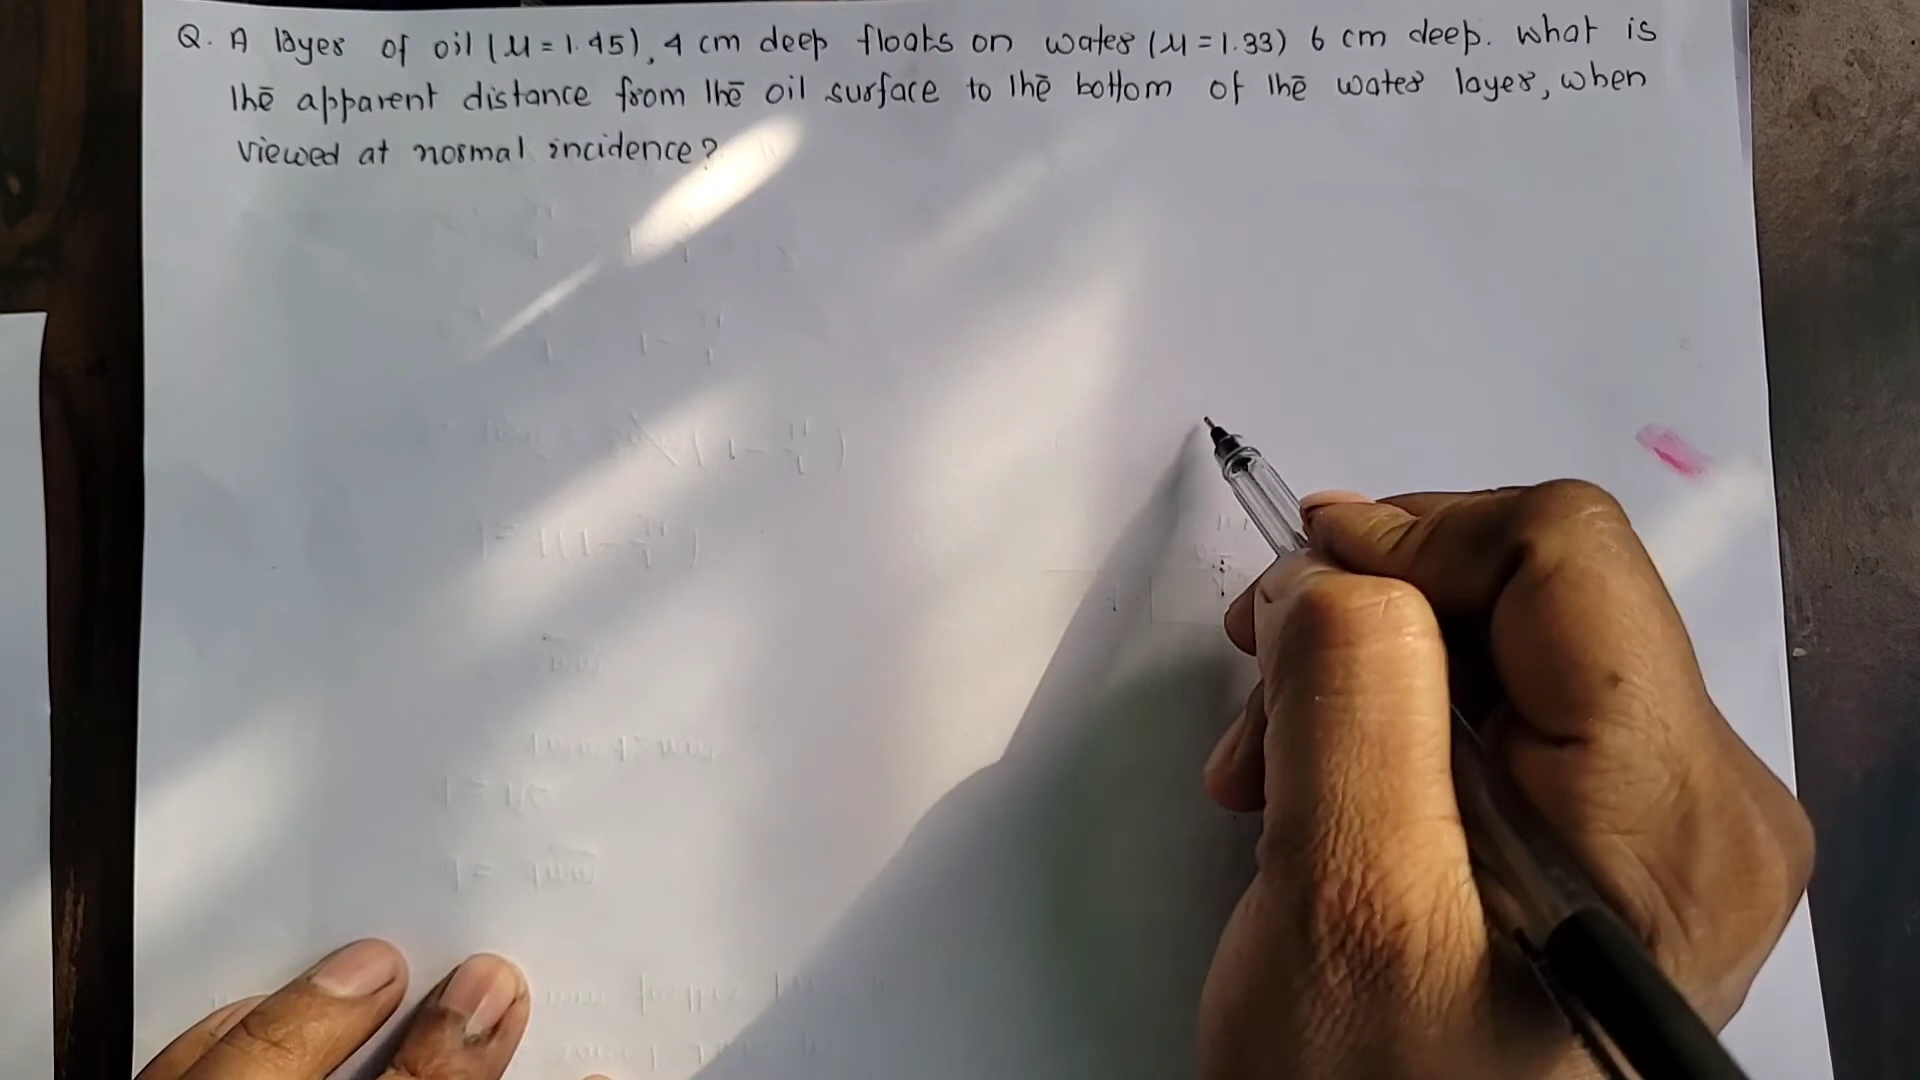 Q. A layer of oil (μ = 1.45), 4 cm deep floats on water (μ = 1.33) 6 cm deep. what is
the apparent distance from the oil surface to the bottom of the water layer, when
viewed at normal incidence?